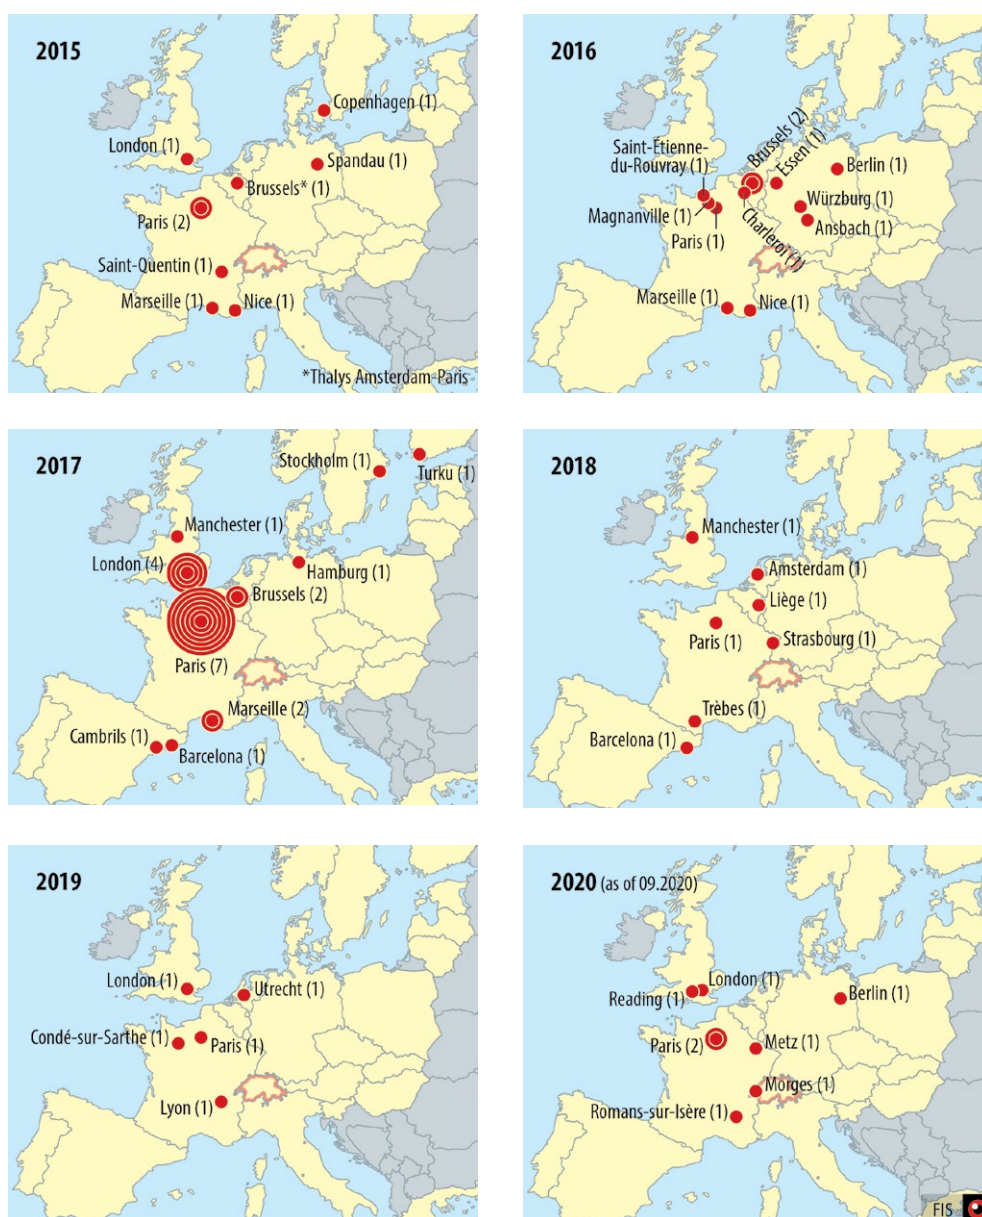 2015
Copenhagen (1)
London (1)
Spandau (1)
Brussels* (1)
Paris (2)
Saint-Quentin (1)
Marseille (1)
Nice (1)
*Thalys Amsterdam-Paris
2016
Saint-Étienne-
du-Rouvray (1)
Brussels (2)
Essen (1)
Berlin (1)
Magnanville (1)
Würzburg (1)
Ansbach (1)
Paris (1)
Charleroi (1)
Marseille (1)
Nice (1)
2017
Stockholm (1)
Turku (1)
Manchester (1)
London (4)
Hamburg (1)
Brussels (2)
Paris (7)
Marseille (2)
Cambrils (1)
Barcelona (1)
2018
Manchester (1)
Amsterdam (1)
Liège (1)
Paris (1)
Strasbourg (1)
Trèbes (1)
Barcelona (1)
2019
London (1)
Utrecht (1)
Condé-sur-Sarthe (1)
Paris (1)
Lyon (1)
2020 (as of 09.2020)
London (1)
Reading (1)
Berlin (1)
Paris (2)
Metz (1)
Morges (1)
Romans-sur-Isère (1)
FIS